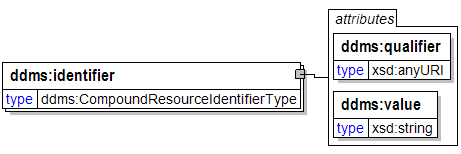 attributes
ddms:identifier
type ddms:CompoundResourceIdentifierType
ddms:qualifier
type xsd:anyURI
ddms:value
type xsd:string